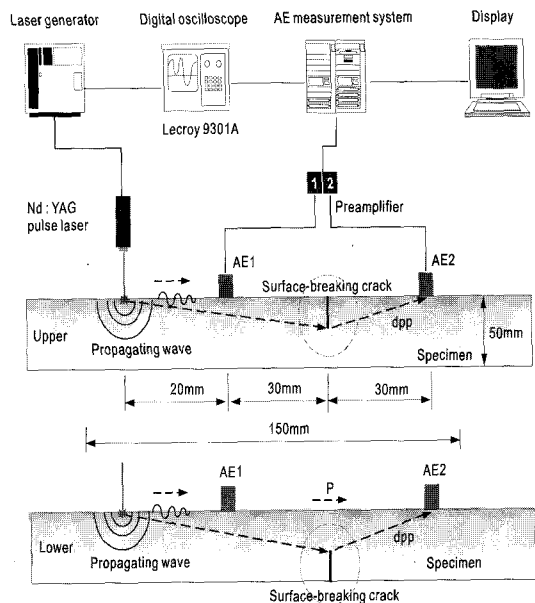 Laser generator
Digital oscilloscope
AE measurement system
Display
Lecroy 9301A
1 2
Preamplifier
Nd : YAG
pulse laser
AE1
AE2
Surface-breaking crack
Upper
dpp
50mm
Propagating wave
Specimen
20mm
30mm
30mm
150mm
AE1
P
AE2
Lower
dpp
Propagating wave
Specimen
Surface-breaking crack